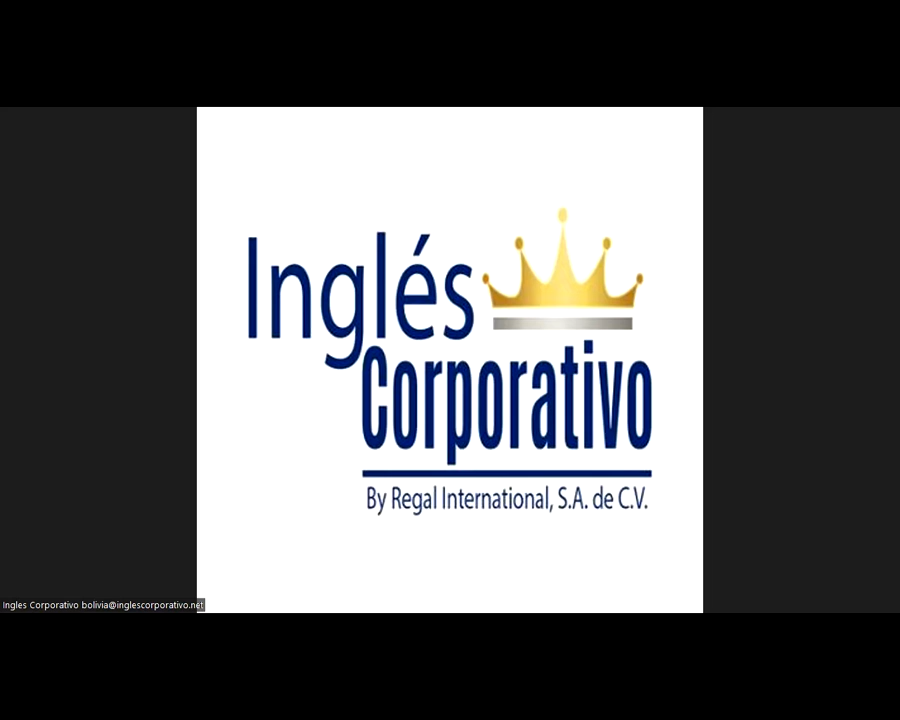 Inglés
Corporativo
By Regal International, S.A. de C.V.
Ingles Corporativo bolivia@inglescorporativo.net